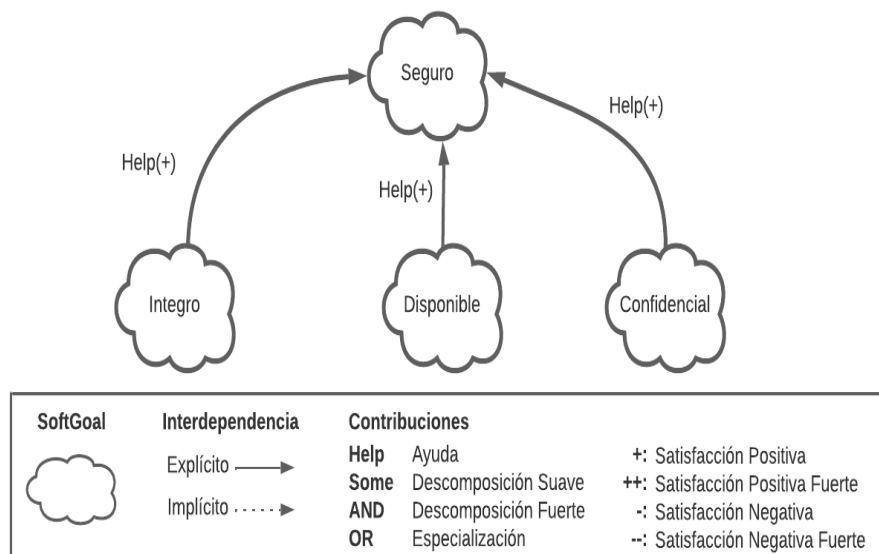 Seguro
Help(+)
Help(+)
Help(+)
Integro
Disponible
Confidencial
SoftGoal
Interdependencia
Contribuciones
Explícito
Implícito
Help Ayuda
Some Descomposición Suave
AND Descomposición Fuerte
OR Especialización
+: Satisfacción Positiva
++: Satisfacción Positiva Fuerte
-: Satisfacción Negativa
--: Satisfacción Negativa Fuerte